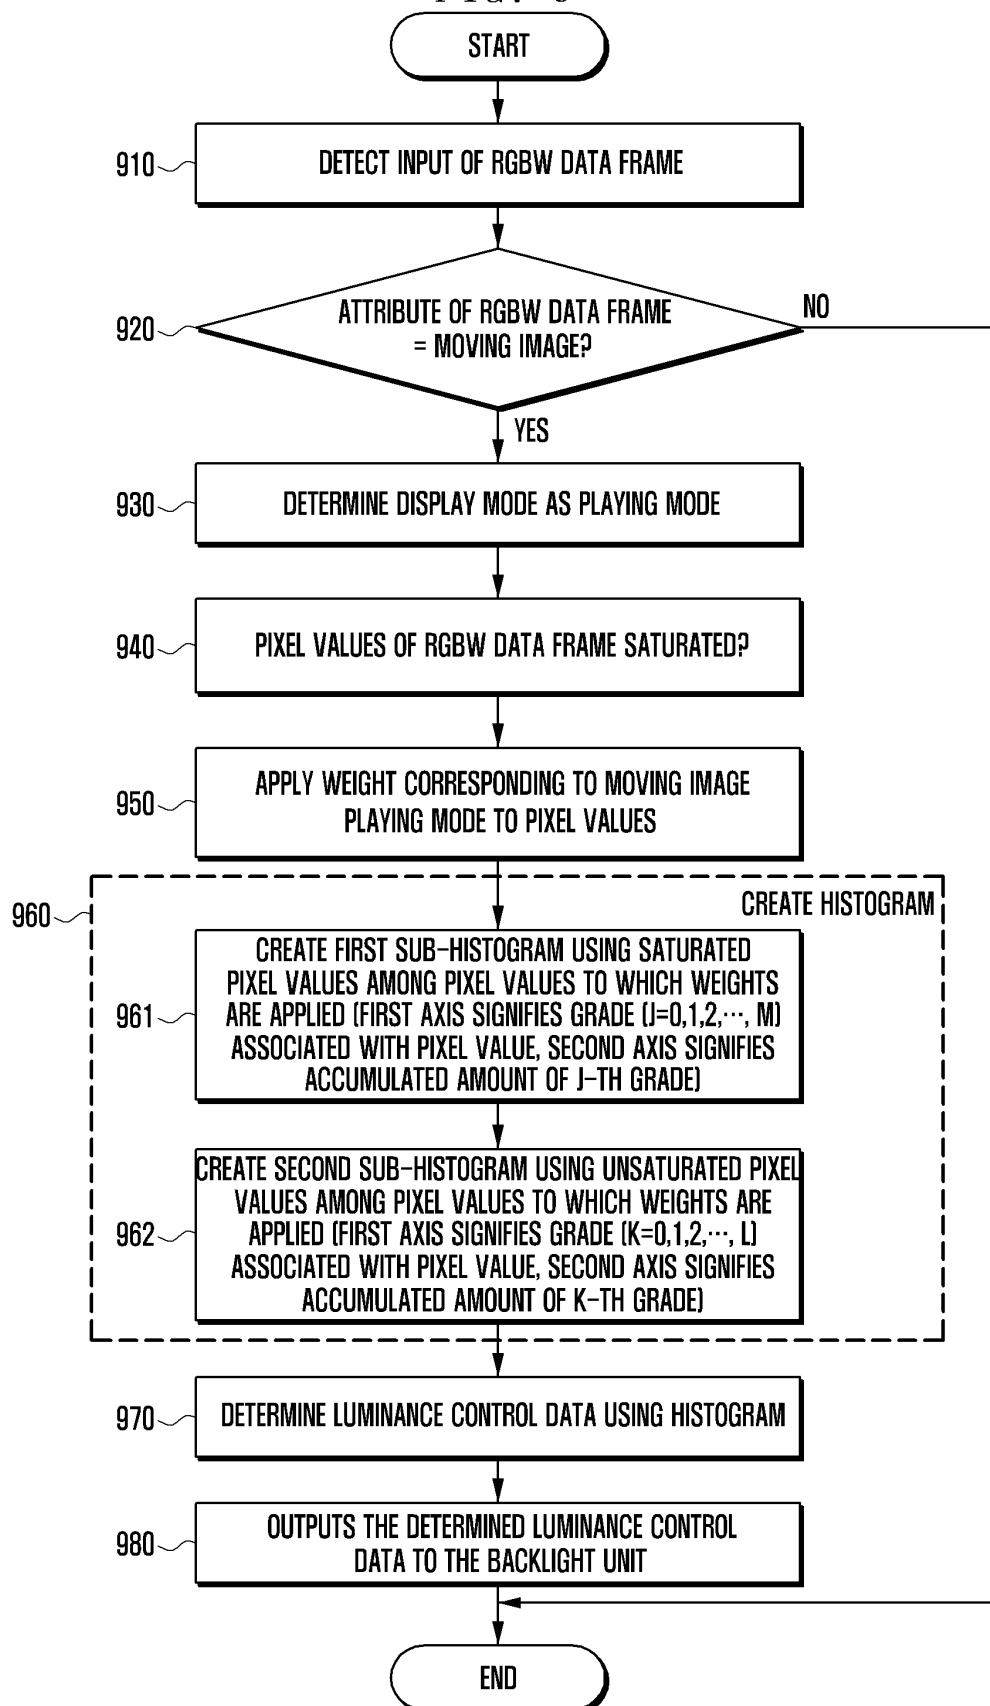 START
910
DETECT INPUT OF RGBW DATA FRAME
920
ATTRIBUTE OF RGBW DATA FRAME
= MOVING IMAGE?
NO
YES
930
DETERMINE DISPLAY MODE AS PLAYING MODE
940
PIXEL VALUES OF RGBW DATA FRAME SATURATED?
950
APPLY WEIGHT CORRESPONDING TO MOVING IMAGE
PLAYING MODE TO PIXEL VALUES
960
CREATE HISTOGRAM
961
CREATE FIRST SUB-HISTOGRAM USING SATURATED
PIXEL VALUES AMONG PIXEL VALUES TO WHICH WEIGHTS
ARE APPLIED (FIRST AXIS SIGNIFIES GRADE (J=0,1,2,···, M)
ASSOCIATED WITH PIXEL VALUE, SECOND AXIS SIGNIFIES
ACCUMULATED AMOUNT OF J-TH GRADE)
962
CREATE SECOND SUB-HISTOGRAM USING UNSATURATED PIXEL
VALUES AMONG PIXEL VALUES TO WHICH WEIGHTS ARE
APPLIED (FIRST AXIS SIGNIFIES GRADE (K=0,1,2,···, L)
ASSOCIATED WITH PIXEL VALUE, SECOND AXIS SIGNIFIES
ACCUMULATED AMOUNT OF K-TH GRADE)
970
DETERMINE LUMINANCE CONTROL DATA USING HISTOGRAM
980
OUTPUTS THE DETERMINED LUMINANCE CONTROL
DATA TO THE BACKLIGHT UNIT
END